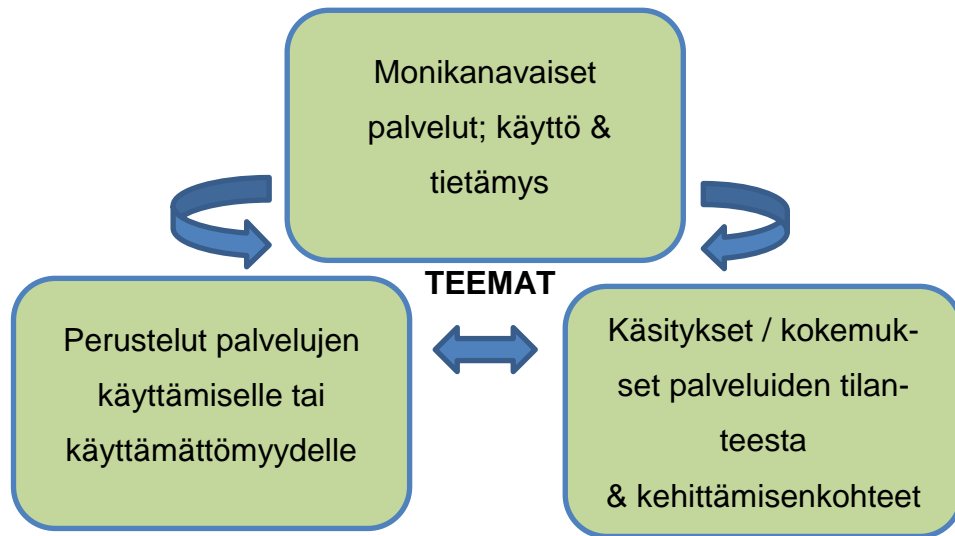 Monikanavaiset
palvelut; käyttö &
tietämys
TEEMAT
Perustelut palvelujen
käyttämiselle tai
käyttämättömyydelle
Käsitykset / kokemuk-
set palveluiden tilan-
teesta
& kehittämisenkohteet